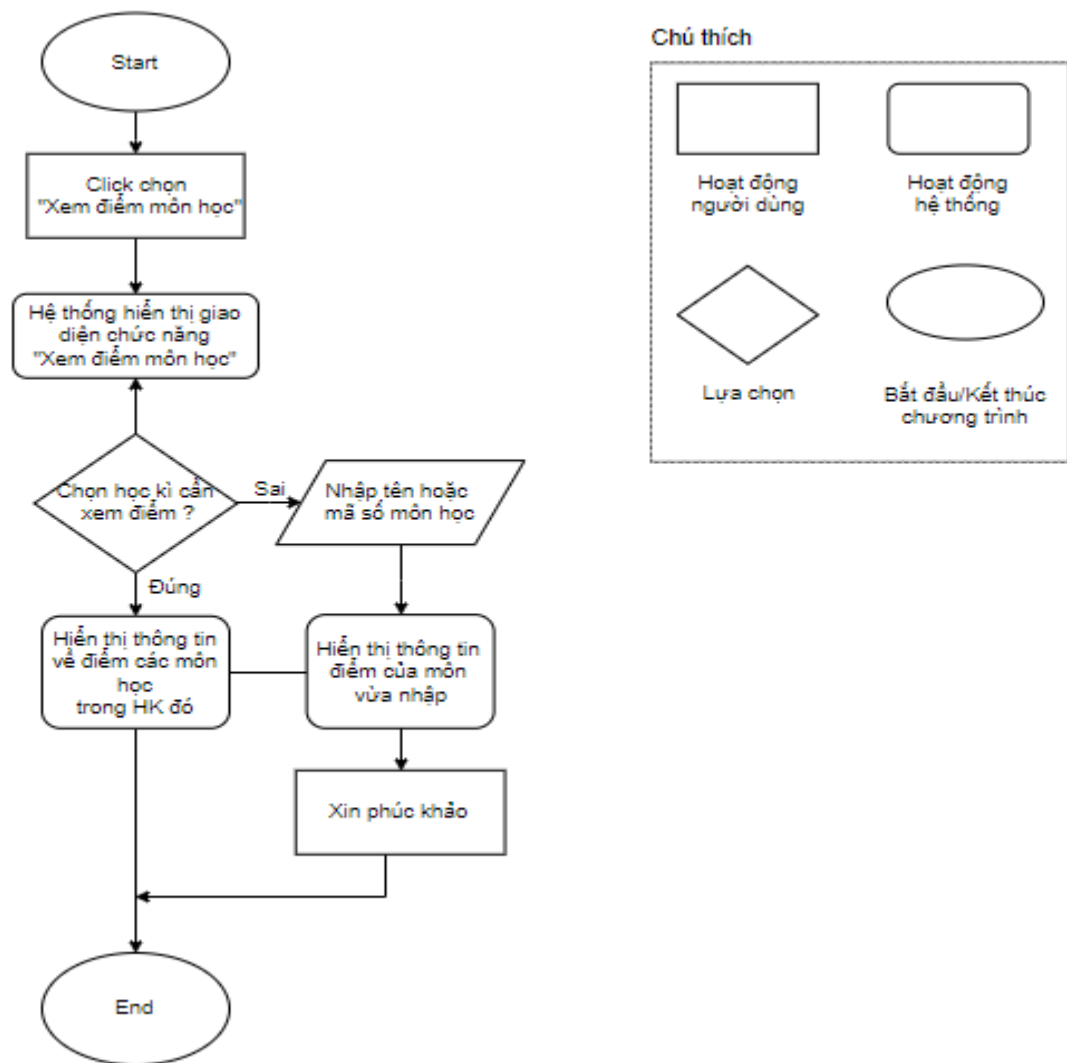 Start
Click chọn
"Xem điểm môn học"
Hệ thống hiển thị giao
diện chức năng
"Xem điểm môn học"
Chọn học kì cần
xem điểm ?
Sai
Nhập tên hoặc
mã số môn học
Đúng
Hiển thị thông tin
về điểm các môn
học
trong HK đó
Hiển thị thông tin
điểm của môn
vừa nhập
Xin phúc khảo
End
Chú thích
Hoạt động
người dùng
Hoạt động
hệ thống
Lựa chọn
Bắt đầu/Kết thúc
chương trình